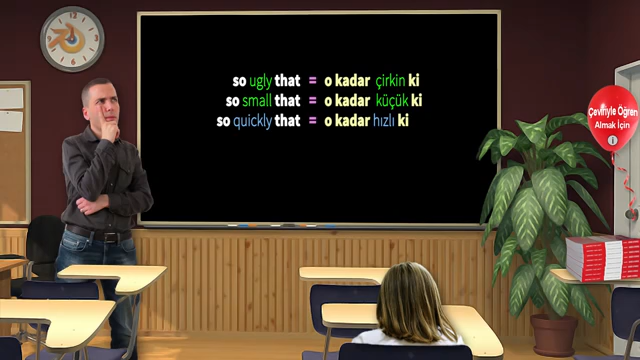 so ugly that = o kadar çirkin ki
so small that = o kadar küçük ki
so quickly that = o kadar hızlı ki
Çeviriyle Öğren
Almak İçin
i